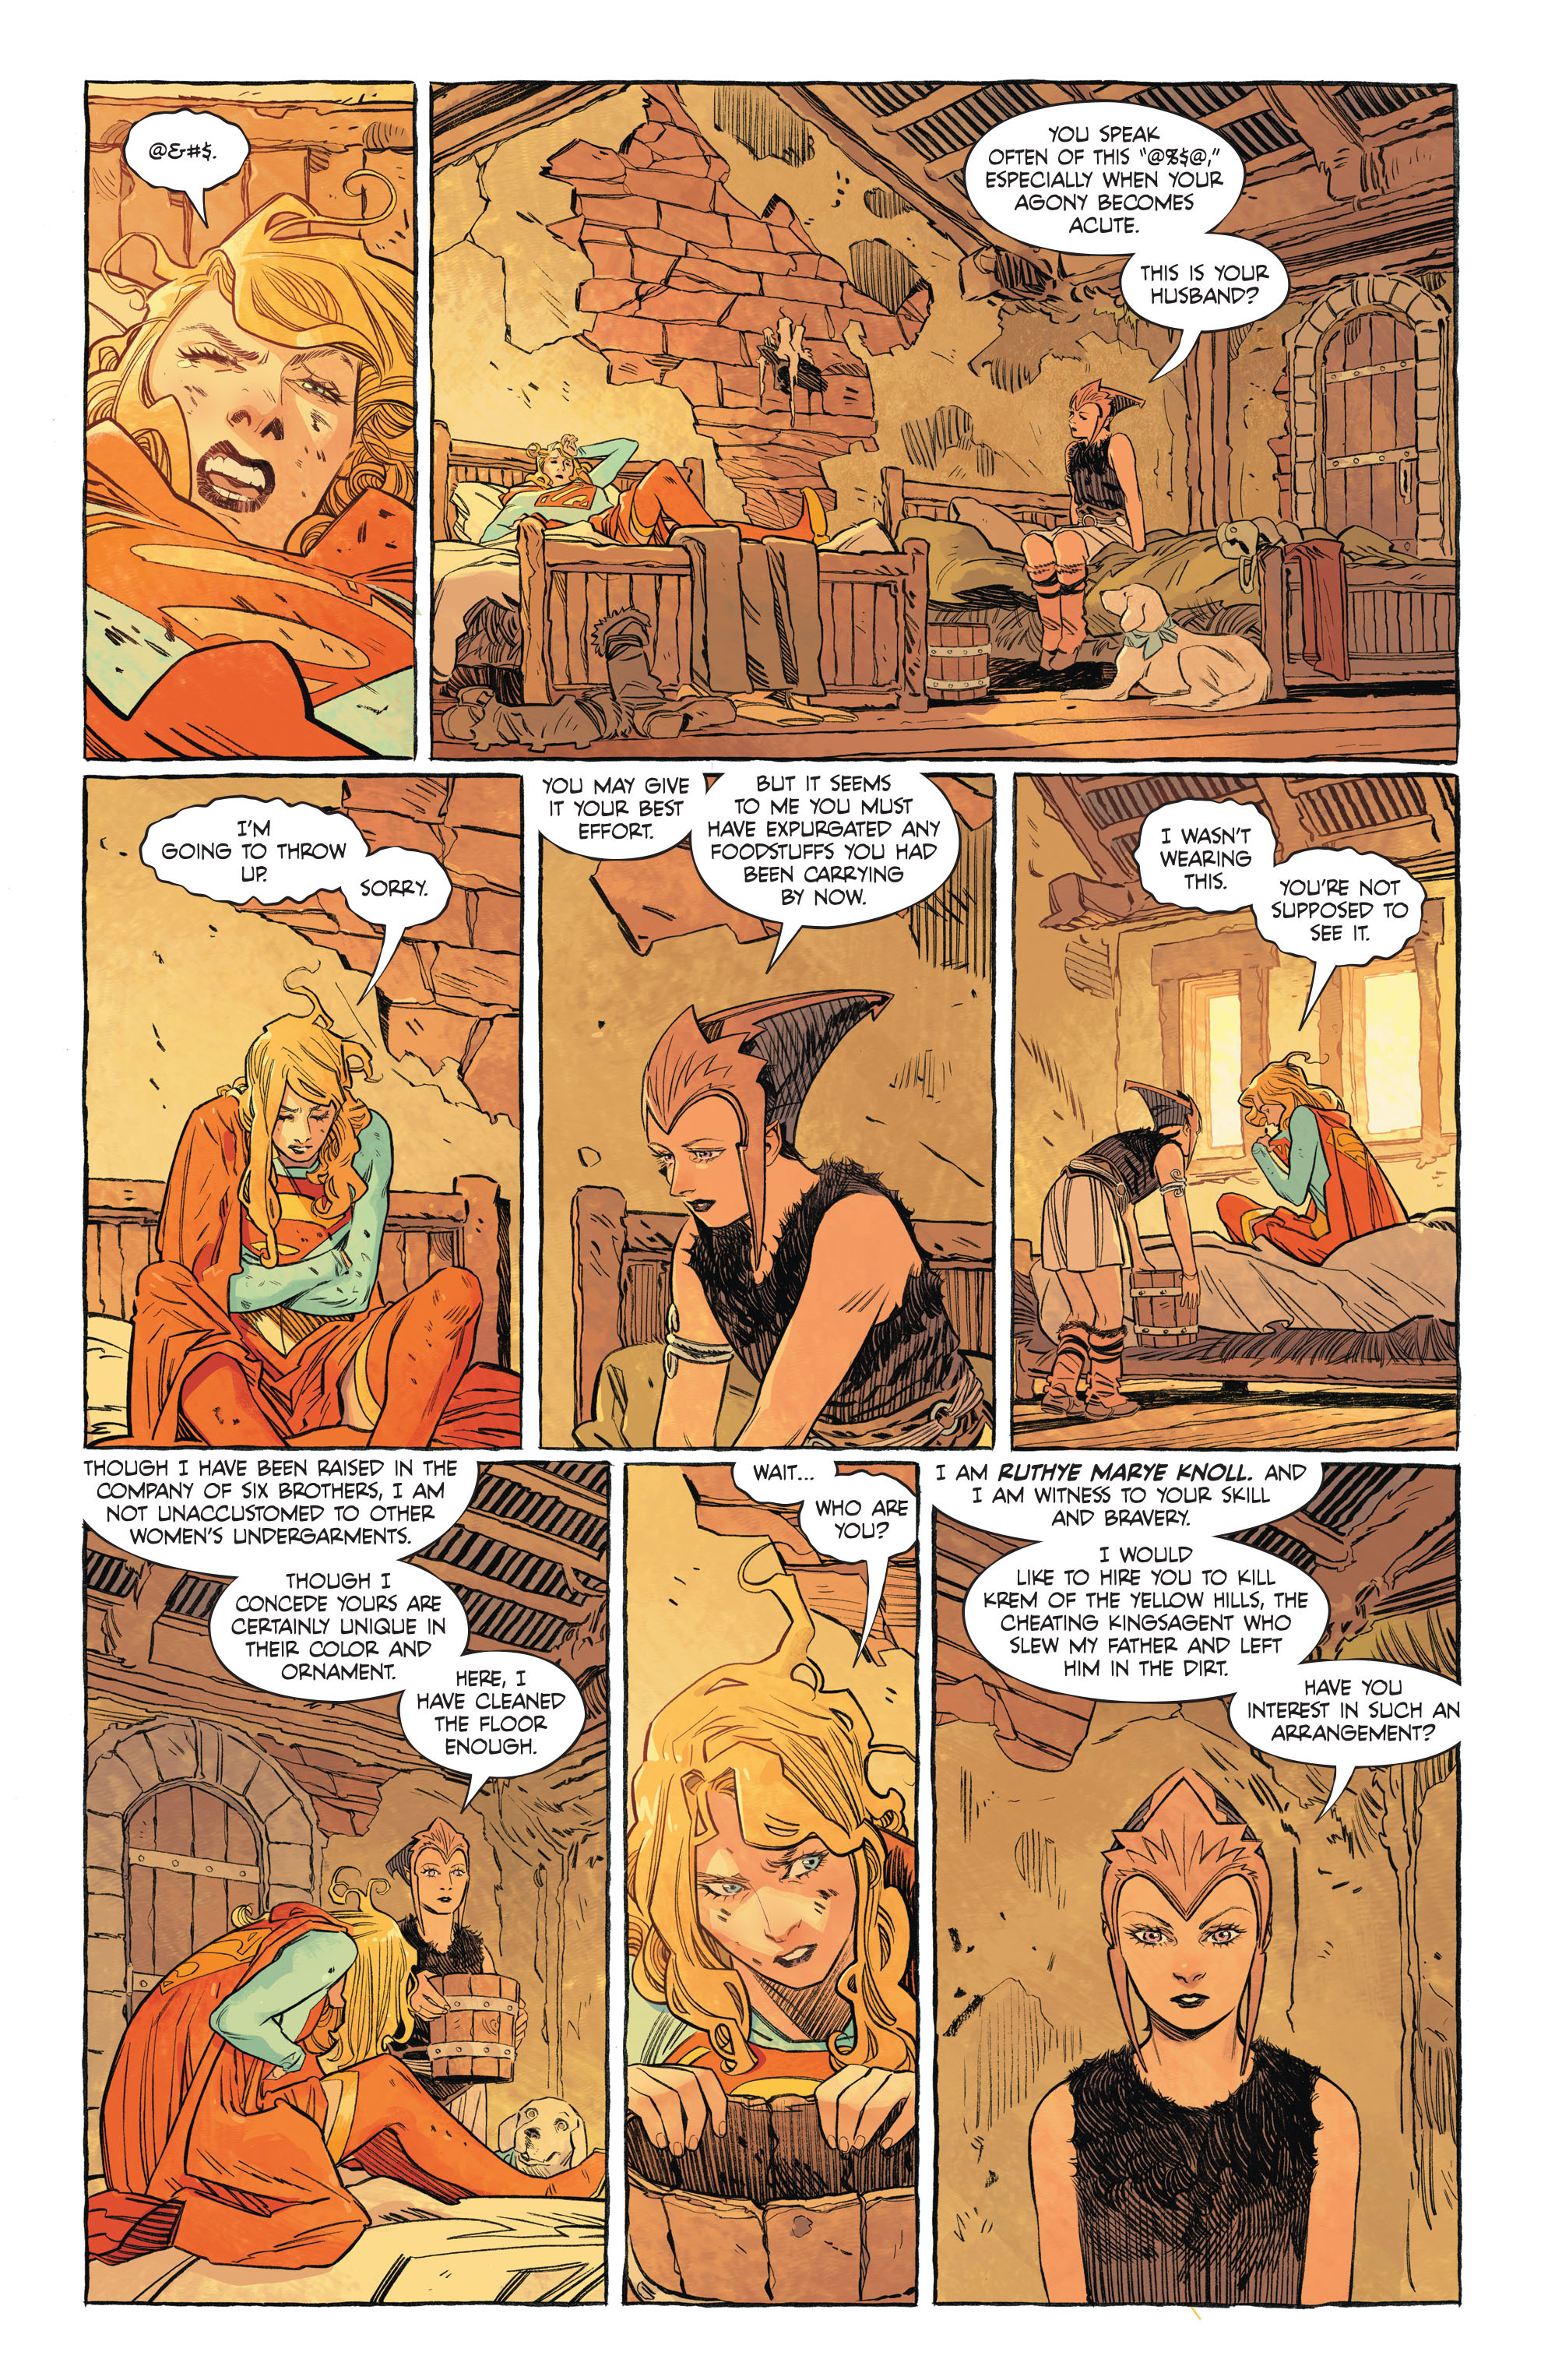 @&#$.
YOU SPEAK
OFTEN OF THIS "@%$@,"
ESPECIALLY WHEN YOUR
AGONY BECOMES
ACUTE.
THIS IS YOUR
HUSBAND?
I'M
GOING TO THROW
UP.
SORRY.
YOU MAY GIVE
IT YOUR BEST
EFFORT.
BUT IT SEEMS
TO ME YOU MUST
HAVE EXPURGATED ANY
FOODSTUFFS YOU HAD
BEEN CARRYING
BY NOW.
I WASN'T
WEARING
THIS.
YOU'RE NOT
SUPPOSED TO
SEE IT.
THOUGH I HAVE BEEN RAISED IN THE
COMPANY OF SIX BROTHERS, I AM
NOT UNACCUSTOMED TO OTHER
WOMEN'S UNDERGARMENTS.
THOUGH I
CONCEDE YOURS ARE
CERTAINLY UNIQUE IN
THEIR COLOR AND
ORNAMENT.
HERE, I
HAVE CLEANED
THE FLOOR
ENOUGH.
WAIT...
WHO ARE
YOU?
I AM RUTHYE MARYE KNOLL. AND
I AM WITNESS TO YOUR SKILL
AND BRAVERY.
I WOULD
LIKE TO HIRE YOU TO KILL
KREM OF THE YELLOW HILLS, THE
CHEATING KINGSAGENT WHO
SLEW MY FATHER AND LEFT
HIM IN THE DIRT.
HAVE YOU
INTEREST IN SUCH AN
ARRANGEMENT?